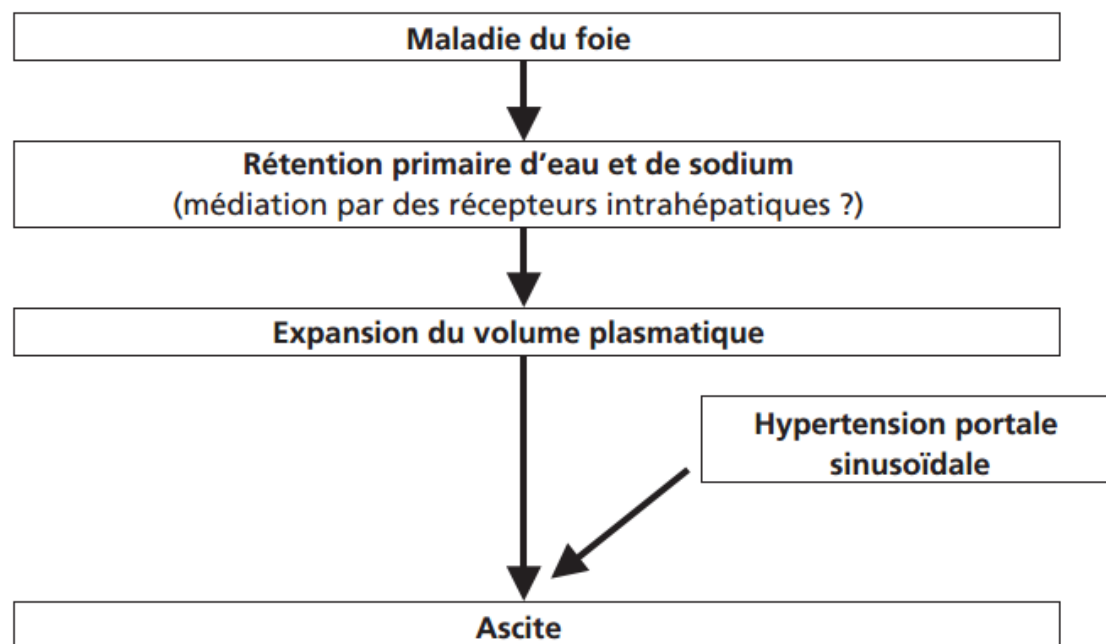 Maladie du foie
Rétention primaire d'eau et de sodium
(médiation par des récepteurs intrahépatiques ?)
Expansion du volume plasmatique
Hypertension portale
sinusoïdale
Ascite